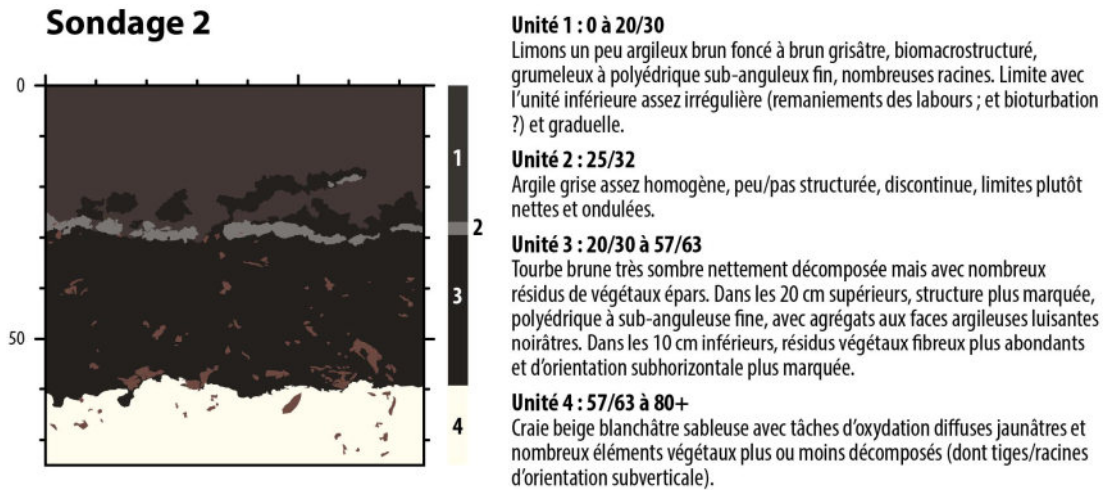 Sondage 2
0
50
1
2
3
4
Unité 1 : 0 à 20/30
Limons un peu argileux brun foncé à brun grisâtre, biomacrostructuré,
grumeleux à polyédrique sub-anguleux fin, nombreuses racines. Limite avec
l'unité inférieure assez irrégulière (remaniements des labours ; et bioturbation
?) et graduelle.
Unité 2 : 25/32
Argile grise assez homogène, peu/pas structurée, discontinue, limites plutôt
nettes et ondulées.
Unité 3 : 20/30 à 57/63
Tourbe brune très sombre nettement décomposée mais avec nombreux
résidus de végétaux épars. Dans les 20 cm supérieurs, structure plus marquée,
polyédrique à sub-anguleuse fine, avec agrégats aux faces argileuses luisantes
noirâtres. Dans les 10 cm inférieurs, résidus végétaux fibreux plus abondants
et d'orientation subhorizontale plus marquée.
Unité 4 : 57/63 à 80+
Craie beige blanchâtre sableuse avec tâches d'oxydation diffuses jaunâtres et
nombreux éléments végétaux plus ou moins décomposés (dont tiges/racines
d'orientation subverticale).